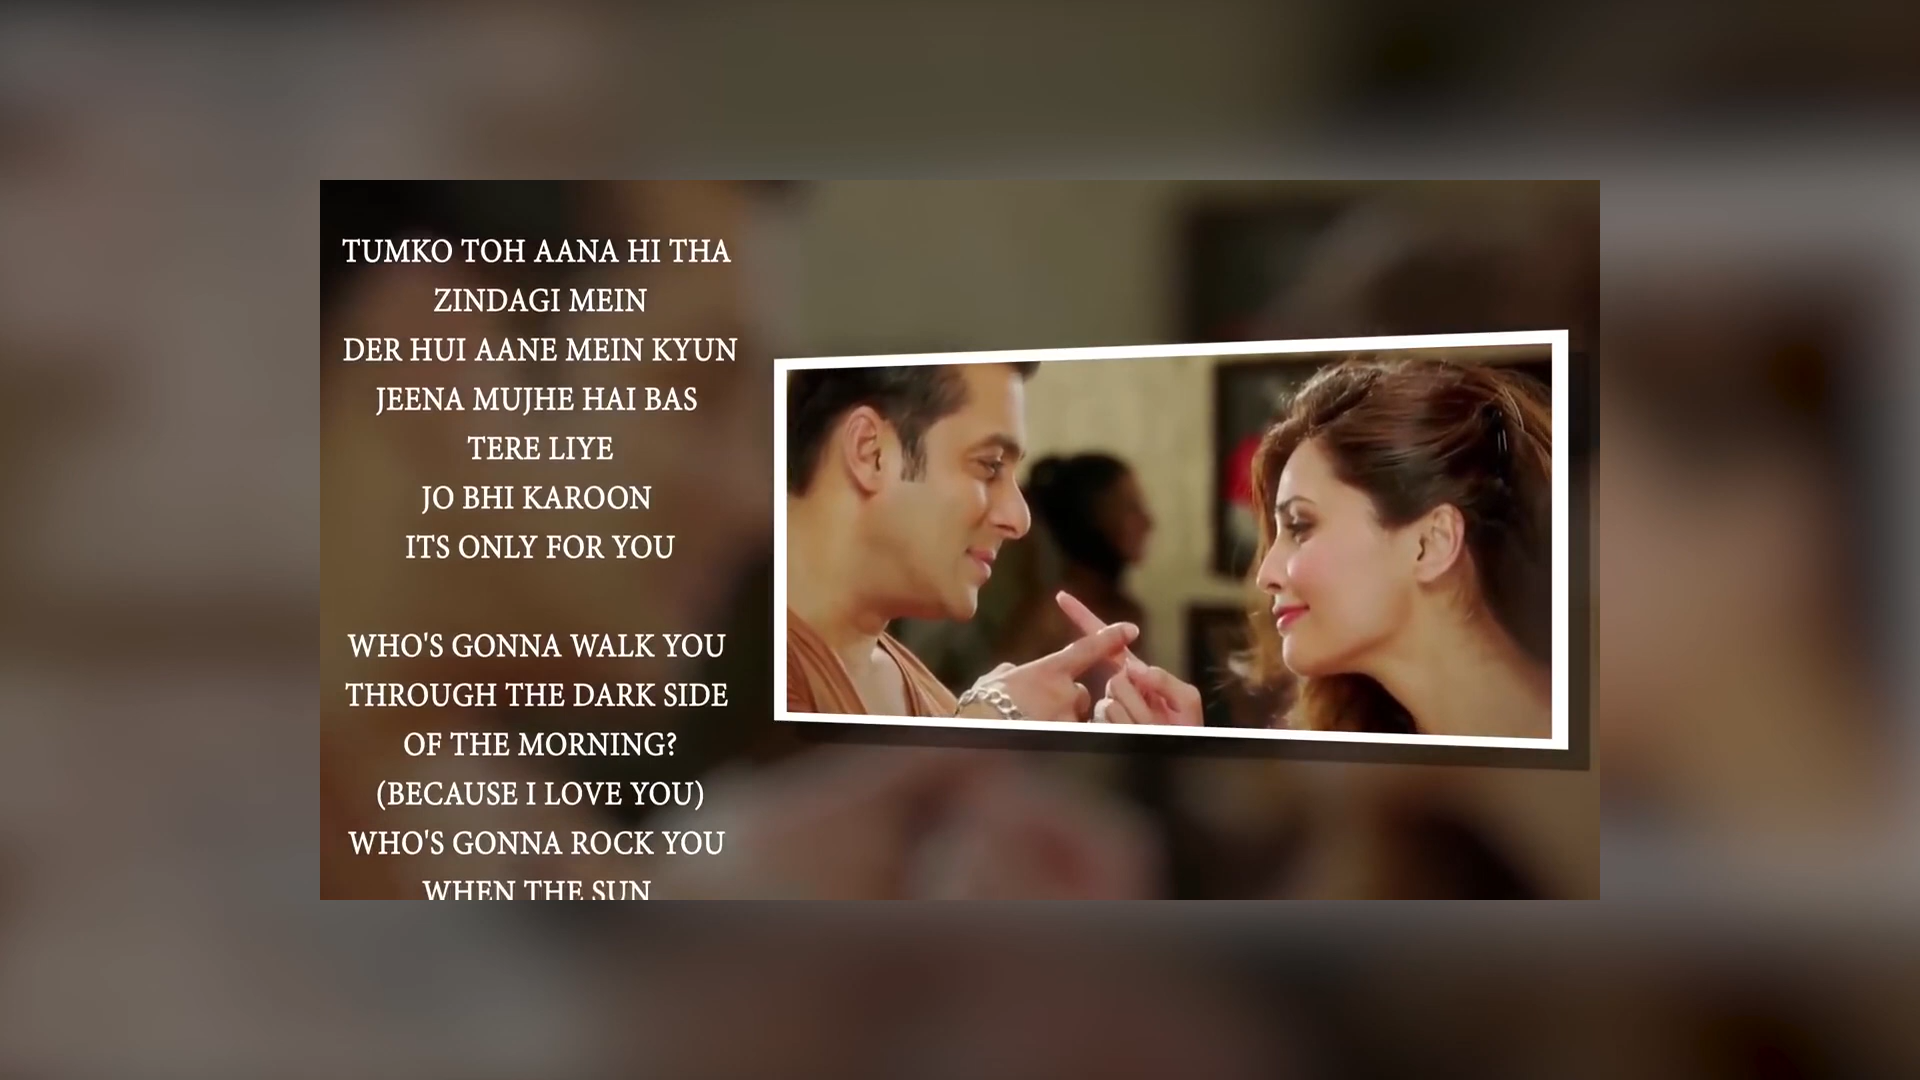 TUMKO TOH AANA HI THA
ZINDAGI MEIN
DER HUI AANE MEIN KYUN
JEENA MUJHE HAI BAS
TERE LIYE
JO BHI KAROON
ITS ONLY FOR YOU
WHO'S GONNA WALK YOU
THROUGH THE DARK SIDE
OF THE MORNING?
(BECAUSE I LOVE YOU)
WHO'S GONNA ROCK YOU
WHEN THE SUN